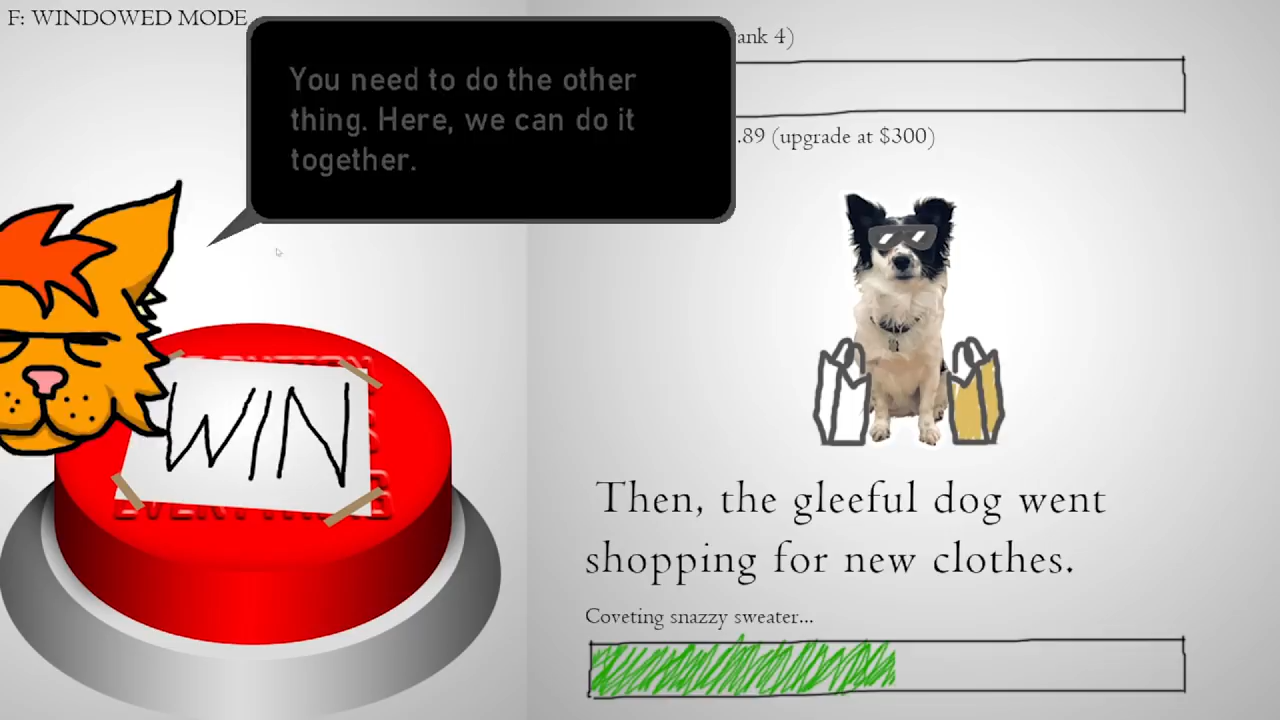 F: WINDOWED MODE
ank 4)
You need to do the other
thing. Here, we can do it
together.
.89 (upgrade at $300)
WIN
Then, the gleeful dog went
shopping for new clothes.
Coveting snazzy sweater...